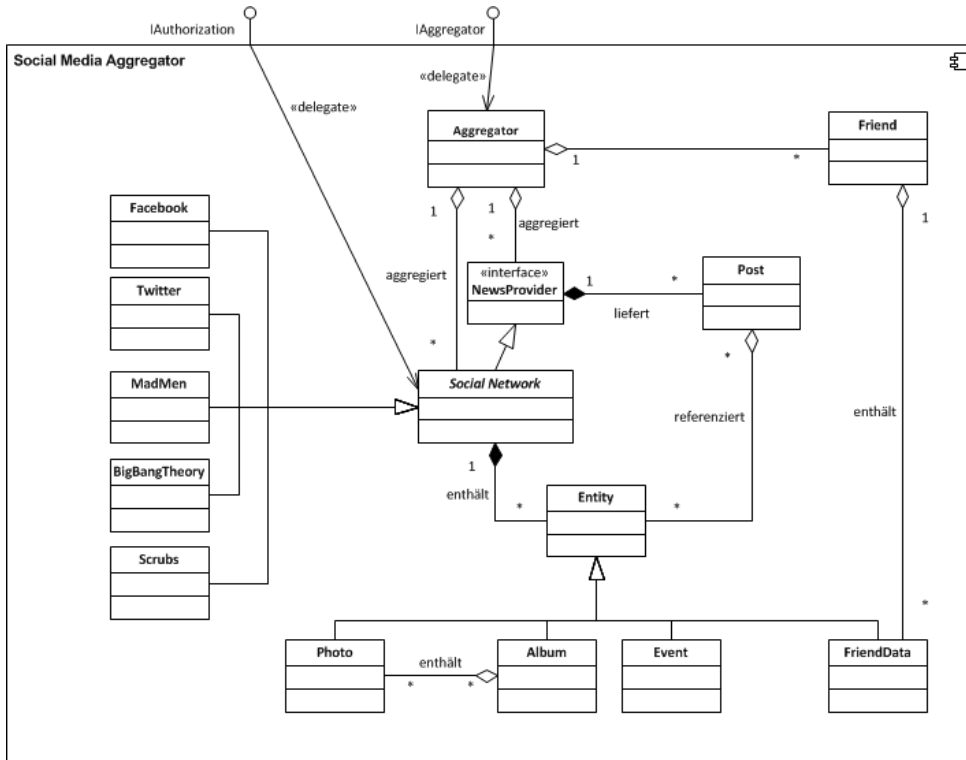 IAuthorization
IAggregator
Social Media Aggregator
«delegate»
«delegate»
Aggregator
Friend
1
*
1
1
1
Facebook
aggregiert
*
«interface»
NewsProvider
1
*
Post
Twitter
aggregiert
liefert
*
*
MadMen
Social Network
referenziert
enthält
1
BigBangTheory
enthält
*
Entity
*
Scrubs
*
Photo
enthält
*
*
Album
Event
FriendData